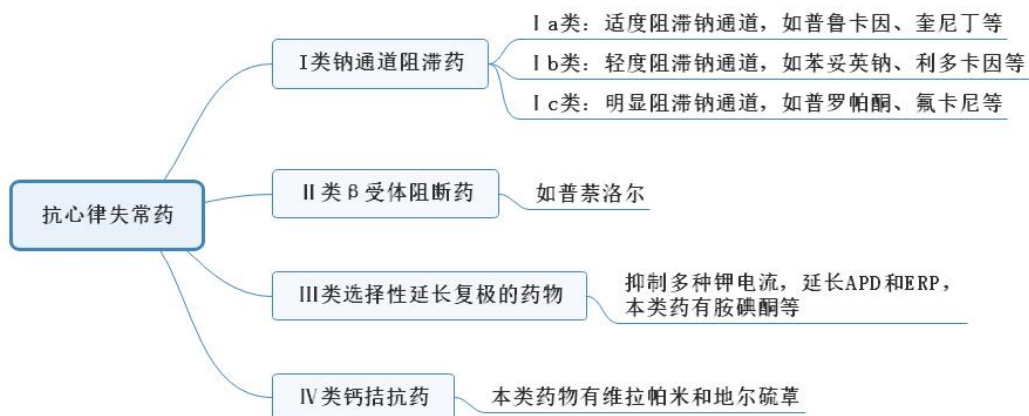 抗心律失常药
Ⅰ类钠通道阻滞药
Ⅰa类：适度阻滞钠通道，如普鲁卡因、奎尼丁等
Ⅰb类：轻度阻滞钠通道，如苯妥英钠、利多卡因等
Ⅰc类：明显阻滞钠通道，如普罗帕酮、氟卡尼等
Ⅱ类β受体阻断药
如普萘洛尔
Ⅲ类选择性延长复极的药物
抑制多种钾电流，延长APD和ERP，
本类药有胺碘酮等
Ⅳ类钙拮抗药
本类药物有维拉帕米和地尔硫䓬